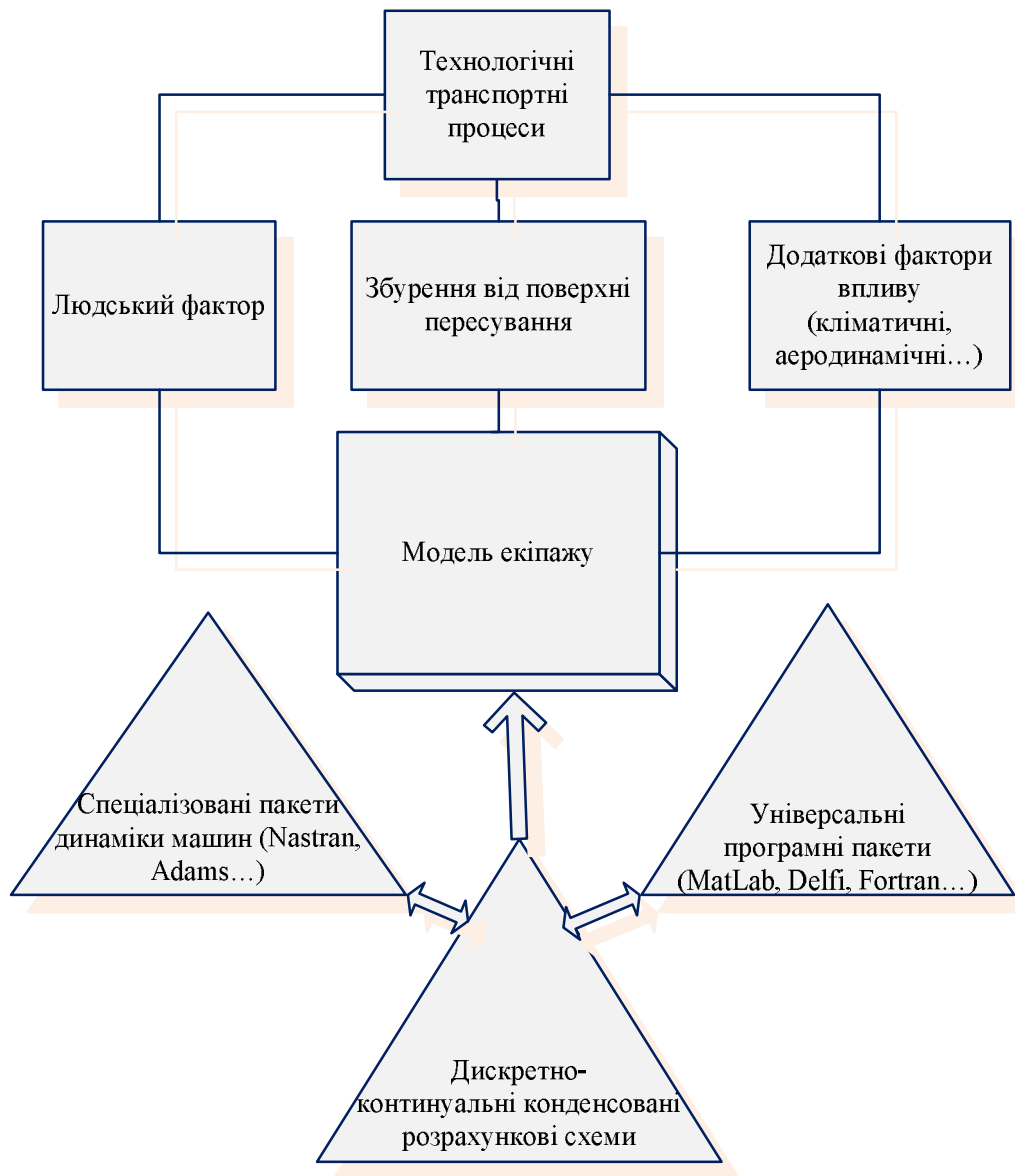 Технологічні
транспортні
процеси
Людський фактор
Збурення від поверхні
пересування
Додаткові фактори
впливу
(кліматичні,
аеродинамічні…)
Модель екіпажу
Спеціалізовані пакети
динаміки машин (Nastran,
Adams…)
Універсальні
програмні пакети
(MatLab, Delfi, Fortran…)
Дискретно-
континуальні конденсовані
розрахункові схеми